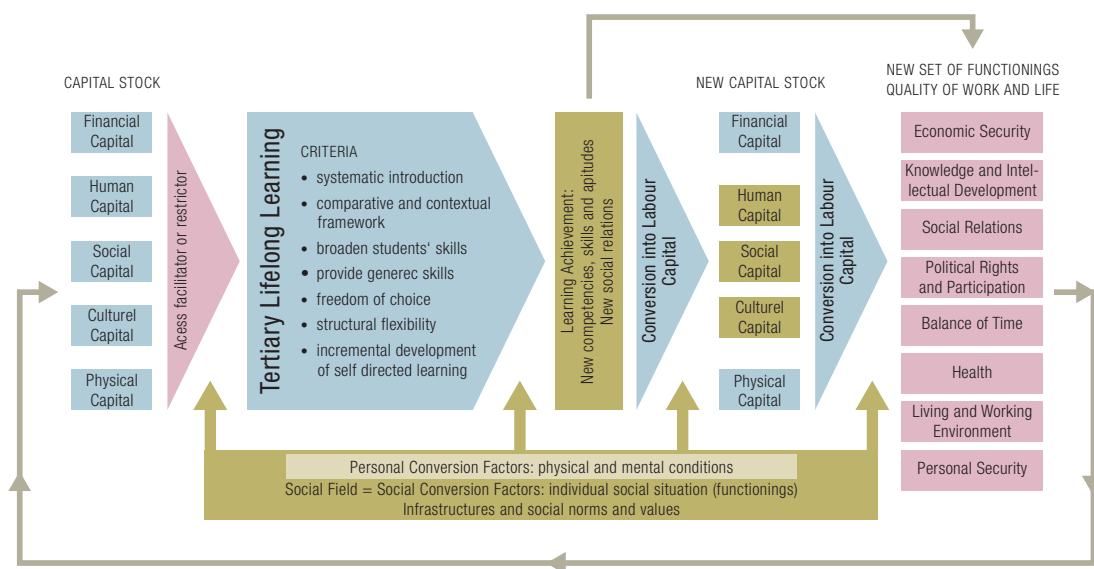 CAPITAL STOCK
Financial
Capital
Human
Capital
Social
Capital
Culturel
Capital
Physical
Capital
Acess facilitator or restrictor
Tertiary Lifelong Learning
CRITERIA
• systematic introduction
• comparative and contextual
framework
• broaden students' skills
• provide generec skills
• freedom of choice
• structural flexibility
• incremental development
of self directed learning
Learning Achievement:
New competencies, skills and aptitudes
New social relations
Conversion into Labour
Capital
NEW CAPITAL STOCK
Financial
Capital
Human
Capital
Social
Capital
Culturel
Capital
Physical
Capital
Conversion into Labour
Capital
NEW SET OF FUNCTIONINGS
QUALITY OF WORK AND LIFE
Economic Security
Knowledge and Intel-
lectual Development
Social Relations
Political Rights
and Participation
Balance of Time
Health
Living and Working
Environment
Personal Security
Personal Conversion Factors: physical and mental conditions
Social Field = Social Conversion Factors: individual social situation (functionings)
Infrastructures and social norms and values